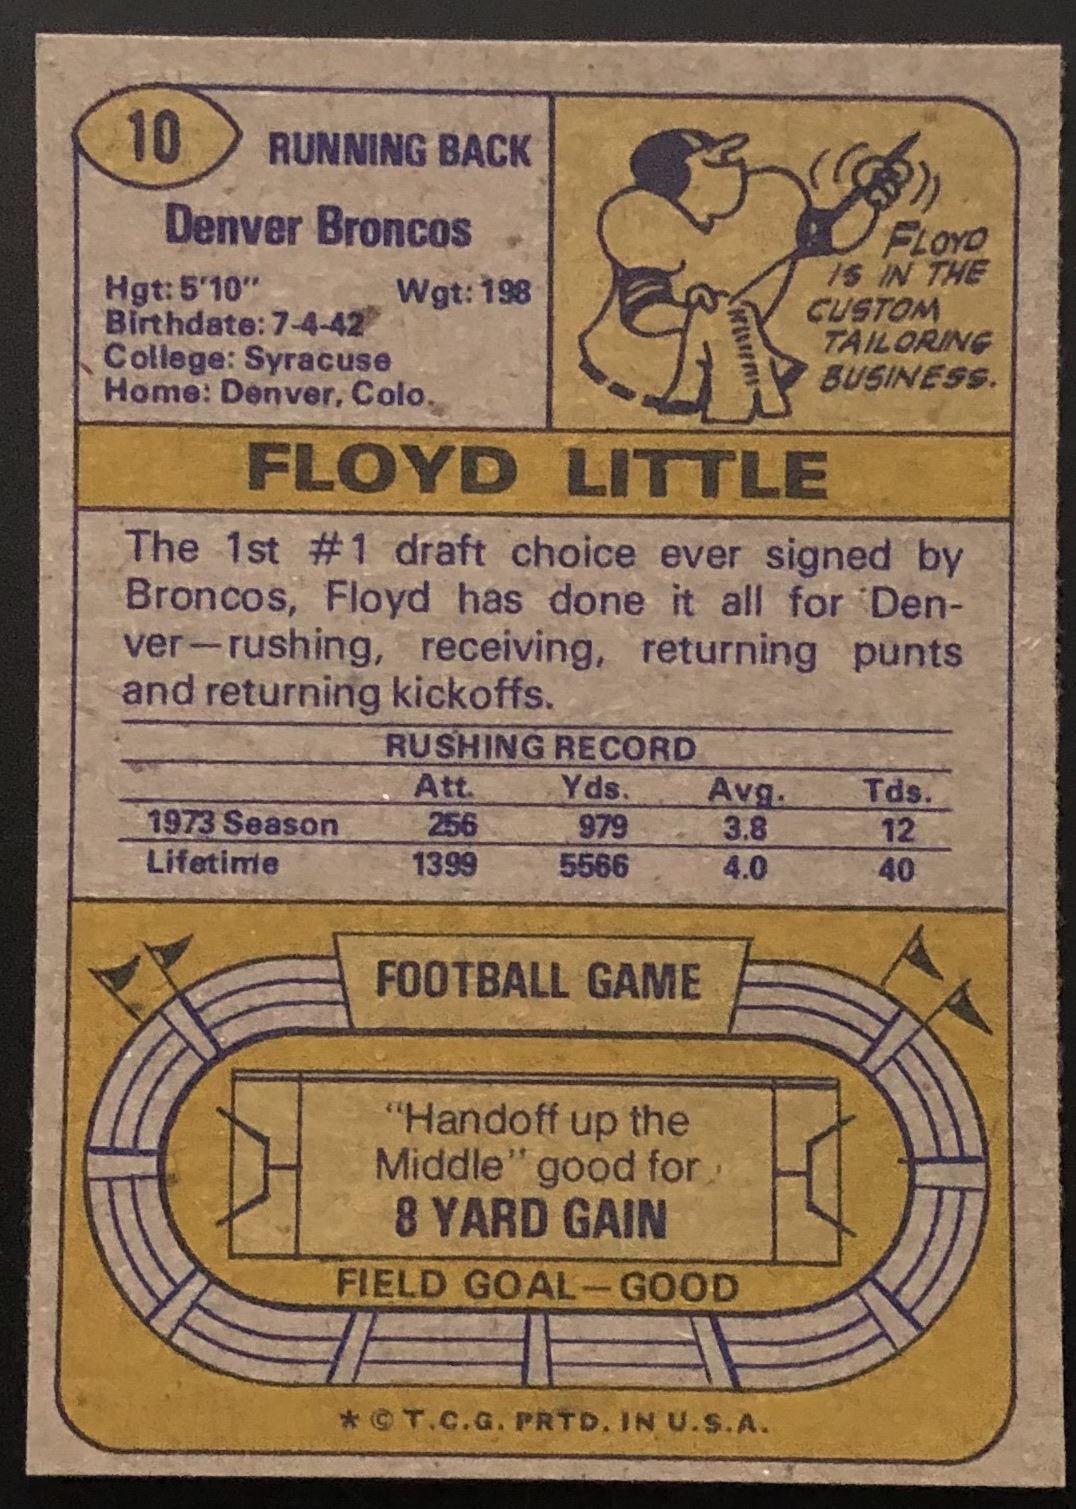 10
RUNNING BACK
Denver Broncos
Hgt: 5'10" Wgt: 198
Birthdate: 7-4-42
College: Syracuse
Home: Denver, Colo.
FLOYD
IS IN THE
CUSTOM
TAILORING
BUSINESS.
FLOYD LITTLE
The 1st #1 draft choice ever signed by
Broncos, Floyd has done it all for Den-
ver—rushing, receiving, returning punts
and returning kickoffs.
RUSHING RECORD
Att. Yds. Avg. Tds.
1973 Season 256 979 3.8 12
Lifetime 1399 5566 4.0 40
FOOTBALL GAME
"Handoff up the
Middle" good for
8 YARD GAIN
FIELD GOAL—GOOD
* © T.C.G. PRTD. IN U.S.A.